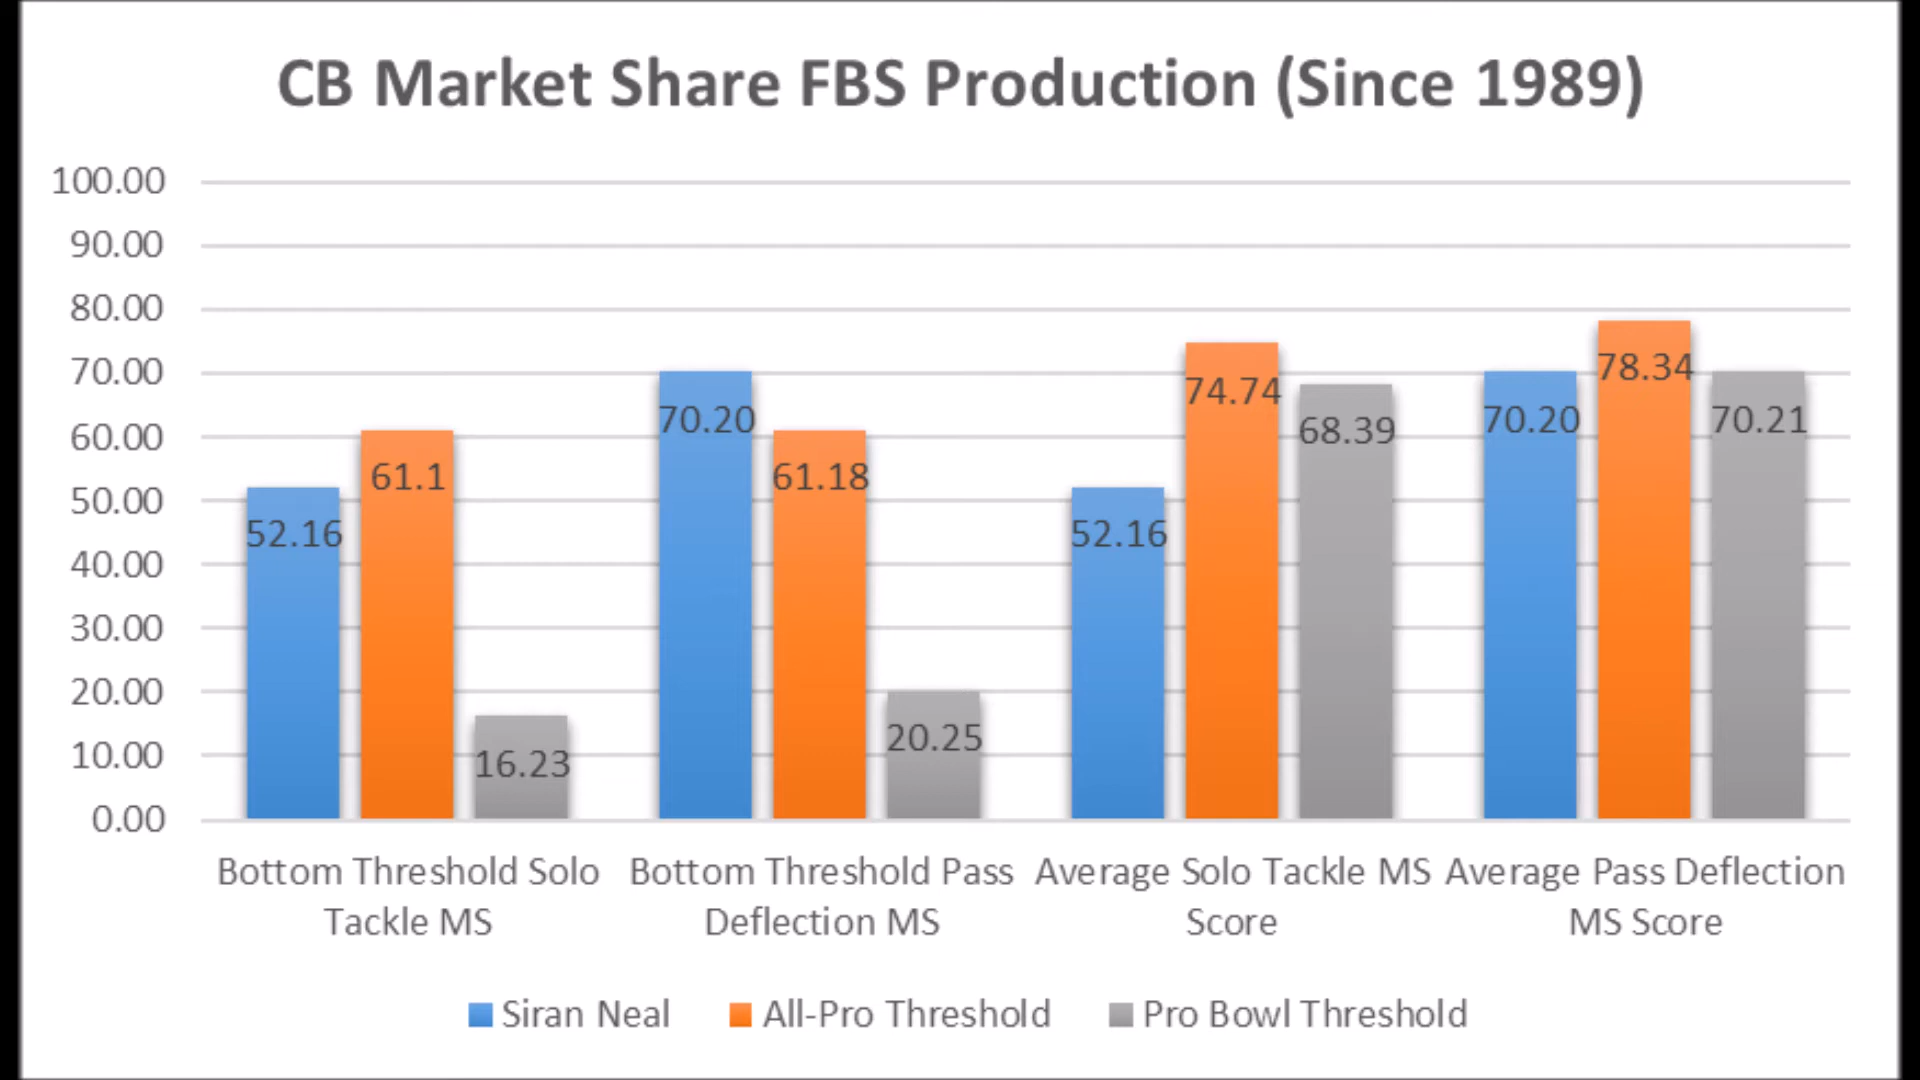 CB Market Share FBS Production (Since 1989)
100.00
90.00
80.00
70.00
60.00
50.00
40.00
30.00
20.00
10.00
0.00
52.16
61.1
16.23
70.20
61.18
20.25
52.16
74.74
68.39
70.20
78.34
70.21
Bottom Threshold Solo
Tackle MS
Bottom Threshold Pass
Deflection MS
Average Solo Tackle MS
Score
Average Pass Deflection
MS Score
Siran Neal
All-Pro Threshold
Pro Bowl Threshold